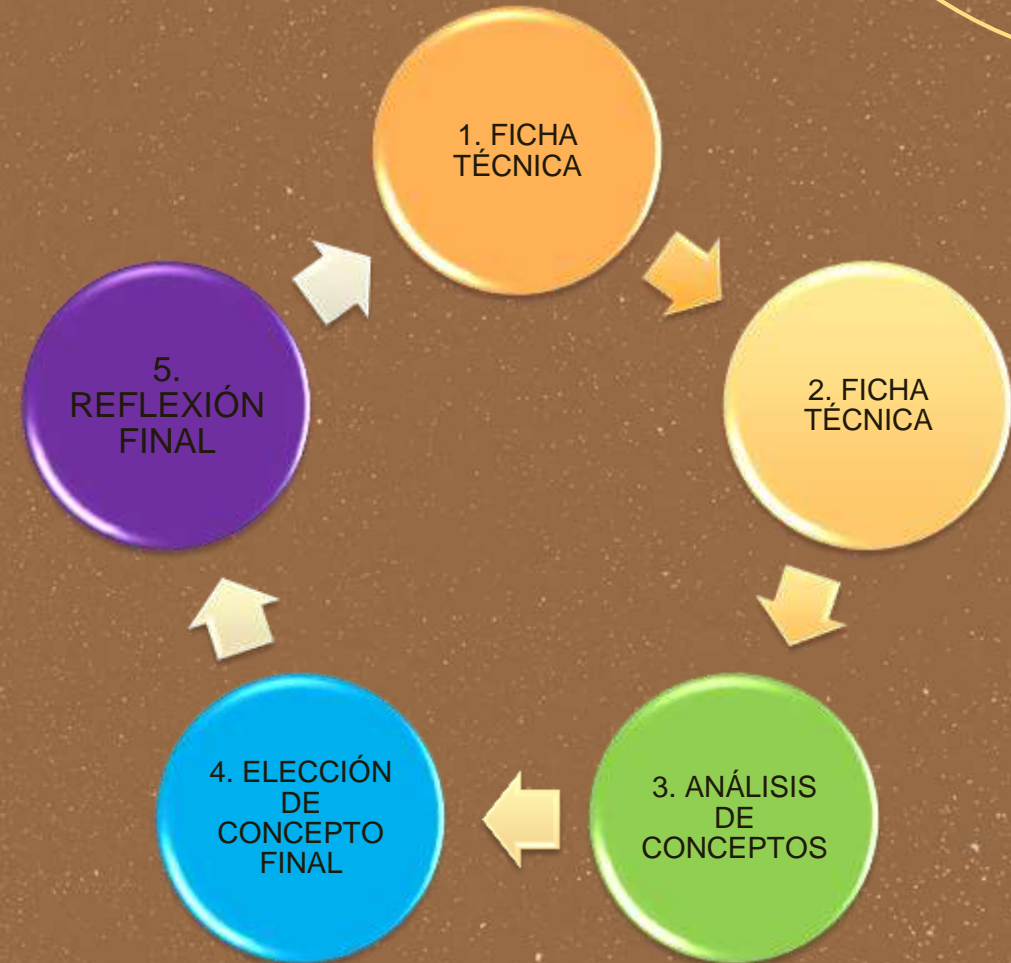 1. FICHA
TÉCNICA
2. FICHA
TÉCNICA
3. ANÁLISIS
DE
CONCEPTOS
4. ELECCIÓN
DE
CONCEPTO
FINAL
5.
REFLEXIÓN
FINAL